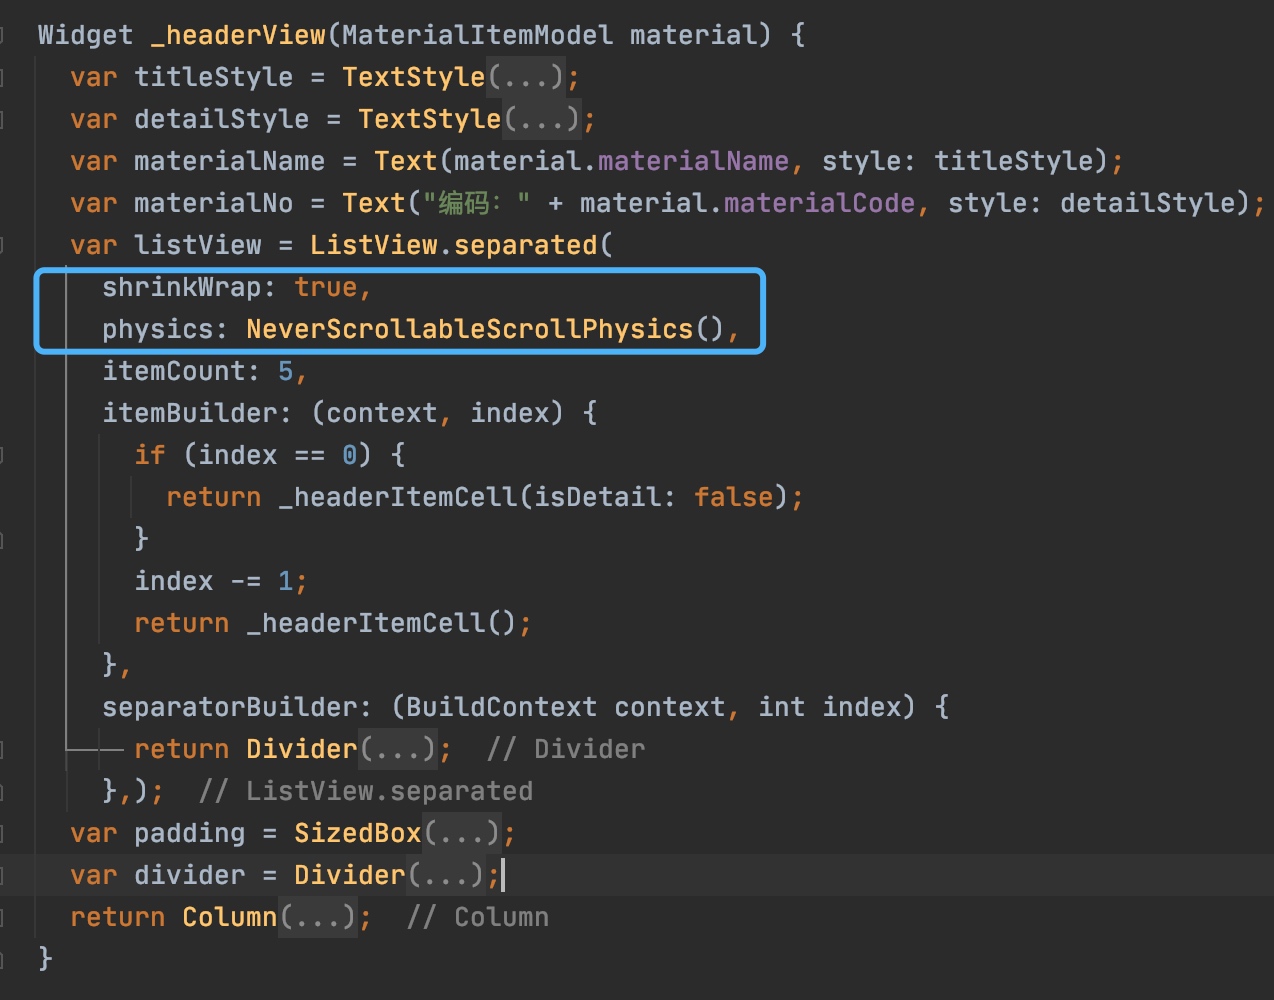 Widget _headerView(MaterialItemModel material) {
var titleStyle = TextStyle(...);
var detailStyle = TextStyle(...);
var materialName = Text(material.materialName, style: titleStyle);
var materialNo = Text("编码：" + material.materialCode, style: detailStyle);
var listView = ListView.separated(
shrinkWrap: true,
physics: NeverScrollableScrollPhysics(),
itemCount: 5,
itemBuilder: (context, index) {
if (index == 0) {
return _headerItemCell(isDetail: false);
}
index -= 1;
return _headerItemCell();
},
separatorBuilder: (BuildContext context, int index) {
return Divider(...); // Divider
},); // ListView.separated
var padding = SizedBox(...);
var divider = Divider(...);
return Column(...); // Column
}